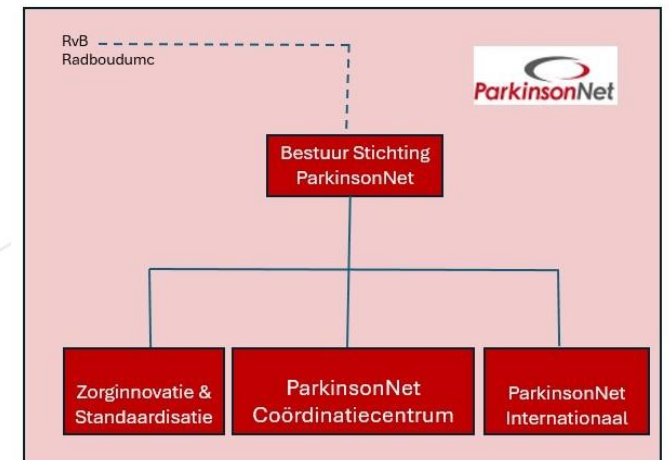 RvB
Radboudumc
ParkinsonNet
Bestuur Stichting
ParkinsonNet
Zorginnovatie &
Standaardisatie
ParkinsonNet
Coördinatiecentrum
ParkinsonNet
Internationaal